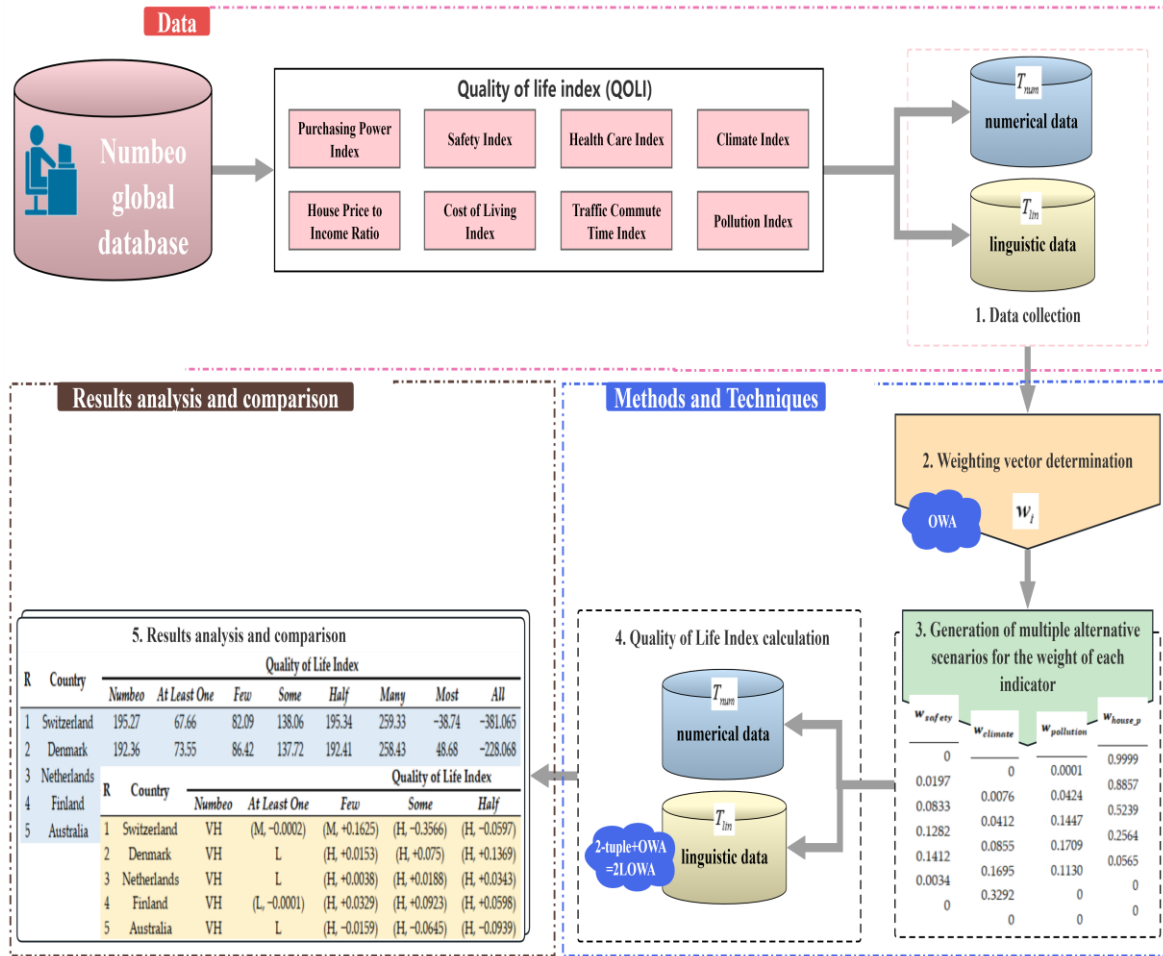 Data
Numbeo
global
database
Quality of life index (QOLI)
Purchasing Power
Index
Safety Index
Health Care Index
Climate Index
House Price to
Income Ratio
Cost of Living
Index
Traffic Commute
Time Index
Pollution Index
T_num
numerical data
T_lin
linguistic data
1. Data collection
Results analysis and comparison
Methods and Techniques
2. Weighting vector determination
OWA
w_i
3. Generation of multiple alternative
scenarios for the weight of each
indicator
w_safety w_climate w_pollution w_house_p
0 0 0.0001 0.9999
0.0197 0.0076 0.0424 0.8857
0.0833 0.0412 0.1447 0.5239
0.1282 0.0855 0.1709 0.2564
0.1412 0.1695 0.1130 0.0565
0.0034 0.3292 0 0
0 0 0 0
4. Quality of Life Index calculation
T_num
numerical data
T_lin
linguistic data
2-tuple+OWA
=2LOWA
5. Results analysis and comparison
Quality of Life Index
R Country Numbeo At Least One Few Some Half Many Most All
1 Switzerland 195.27 67.66 82.09 138.06 195.34 259.33 −38.74 −381.065
2 Denmark 192.36 73.55 86.42 137.72 192.41 258.43 48.68 −228.068
3 Netherlands
4 Finland
5 Australia
Quality of Life Index
R Country Numbeo At Least One Few Some Half
1 Switzerland VH (M, −0.0002) (M, +0.1625) (H, −0.3566) (H, −0.0597)
2 Denmark VH L (H, +0.0153) (H, +0.075) (H, +0.1369)
3 Netherlands VH L (H, +0.0038) (H, +0.0188) (H, +0.0343)
4 Finland VH (L, −0.0001) (H, +0.0329) (H, +0.0923) (H, +0.0598)
5 Australia VH L (H, −0.0159) (H, −0.0645) (H, −0.0939)